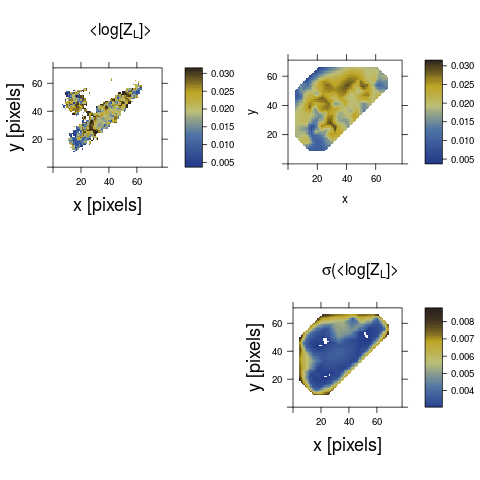 <log[Z_L]>
60
40
20
y [pixels]
20 40 60
x [pixels]
0.030
0.025
0.020
0.015
0.010
0.005
60
40
20
y
20 40 60
x
0.030
0.025
0.020
0.015
0.010
0.005
σ(<log[Z_L]>
60
40
20
y [pixels]
20 40 60
x [pixels]
0.008
0.007
0.006
0.005
0.004